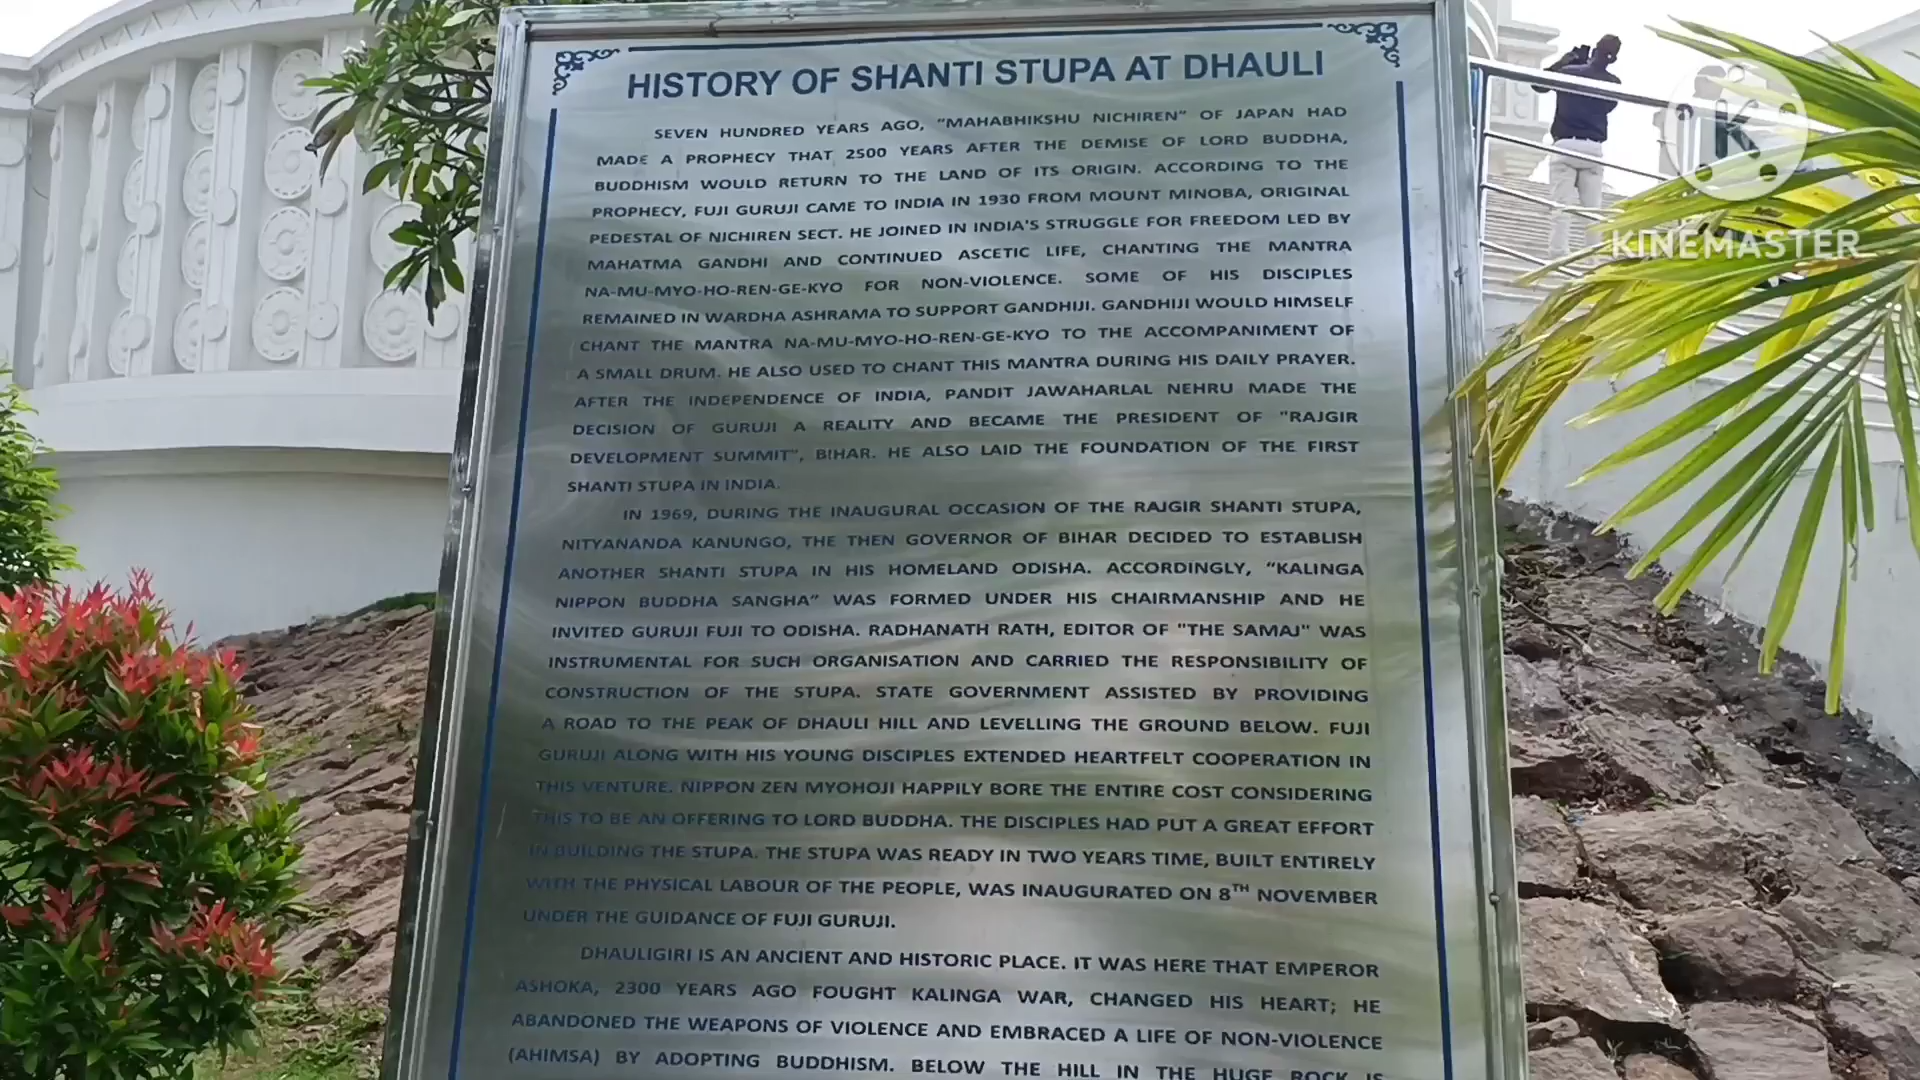 HISTORY OF SHANTI STUPA AT DHAULI
SEVEN HUNDRED YEARS AGO, "MAHABHIKSHU NICHIREN" OF JAPAN HAD
MADE A PROPHECY THAT 2500 YEARS AFTER THE DEMISE OF LORD BUDDHA,
BUDDHISM WOULD RETURN TO THE LAND OF ITS ORIGIN. ACCORDING TO THE
PROPHECY, FUJI GURUJI CAME TO INDIA IN 1930 FROM MOUNT MINOBA, ORIGINAL
PEDESTAL OF NICHIREN SECT. HE JOINED IN INDIA'S STRUGGLE FOR FREEDOM LED BY
MAHATMA GANDHI AND CONTINUED ASCETIC LIFE, CHANTING THE MANTRA
NA-MU-MYO-HO-REN-GE-KYO FOR NON-VIOLENCE. SOME OF HIS DISCIPLES
REMAINED IN WARDHA ASHRAMA TO SUPPORT GANDHIJI. GANDHIJI WOULD HIMSELF
CHANT THE MANTRA NA-MU-MYO-HO-REN-GE-KYO TO THE ACCOMPANIMENT OF
A SMALL DRUM. HE ALSO USED TO CHANT THIS MANTRA DURING HIS DAILY PRAYER.
AFTER THE INDEPENDENCE OF INDIA, PANDIT JAWAHARLAL NEHRU MADE THE
DECISION OF GURUJI A REALITY AND BECAME THE PRESIDENT OF "RAJGIR
DEVELOPMENT SUMMIT", BIHAR. HE ALSO LAID THE FOUNDATION OF THE FIRST
SHANTI STUPA IN INDIA.
IN 1969, DURING THE INAUGURAL OCCASION OF THE RAJGIR SHANTI STUPA,
NITYANANDA KANUNGO, THE THEN GOVERNOR OF BIHAR DECIDED TO ESTABLISH
ANOTHER SHANTI STUPA IN HIS HOMELAND ODISHA. ACCORDINGLY, "KALINGA
NIPPON BUDDHA SANGHA" WAS FORMED UNDER HIS CHAIRMANSHIP AND HE
INVITED GURUJI FUJI TO ODISHA. RADHANATH RATH, EDITOR OF "THE SAMAJ" WAS
INSTRUMENTAL FOR SUCH ORGANISATION AND CARRIED THE RESPONSIBILITY OF
CONSTRUCTION OF THE STUPA. STATE GOVERNMENT ASSISTED BY PROVIDING
A ROAD TO THE PEAK OF DHAULI HILL AND LEVELLING THE GROUND BELOW. FUJI
GURUJI ALONG WITH HIS YOUNG DISCIPLES EXTENDED HEARTFELT COOPERATION IN
THIS VENTURE. NIPPON ZEN MYOHOJI HAPPILY BORE THE ENTIRE COST CONSIDERING
THIS TO BE AN OFFERING TO LORD BUDDHA. THE DISCIPLES HAD PUT A GREAT EFFORT
IN BUILDING THE STUPA. THE STUPA WAS READY IN TWO YEARS TIME, BUILT ENTIRELY
WITH THE PHYSICAL LABOUR OF THE PEOPLE, WAS INAUGURATED ON 8TH NOVEMBER
UNDER THE GUIDANCE OF FUJI GURUJI.
DHAULIGIRI IS AN ANCIENT AND HISTORIC PLACE. IT WAS HERE THAT EMPEROR
ASHOKA, 2300 YEARS AGO FOUGHT KALINGA WAR, CHANGED HIS HEART; HE
ABANDONED THE WEAPONS OF VIOLENCE AND EMBRACED A LIFE OF NON-VIOLENCE
(AHIMSA) BY ADOPTING BUDDHISM. BELOW THE HILL IN THE HUGE ROCK IS
K
KINEMASTER